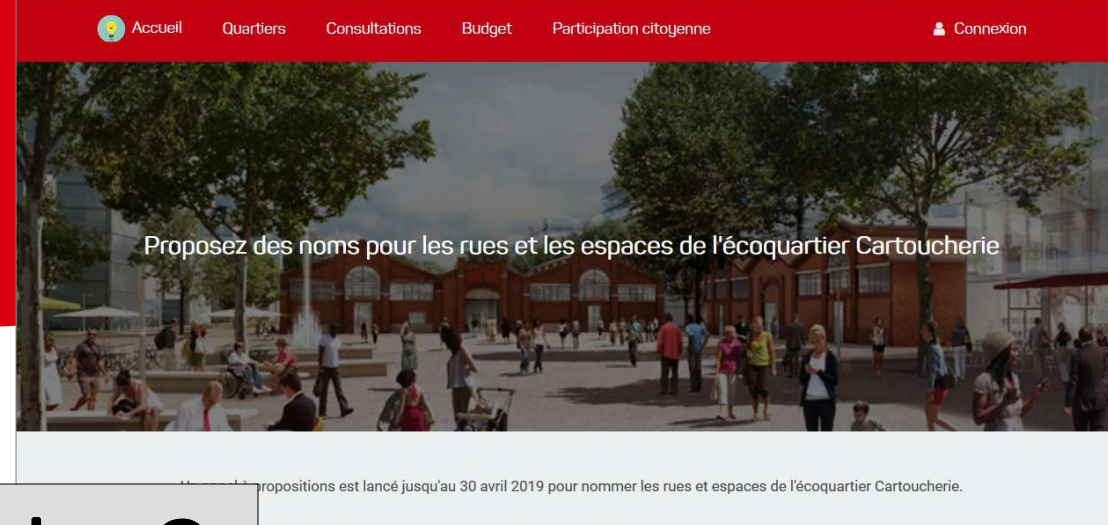 Accueil Quartiers Consultations Budget Participation citoyenne Connexion
Proposez des noms pour les rues et les espaces de l'écoquartier Cartoucherie
propositions est lancé jusqu'au 30 avril 2019 pour nommer les rues et espaces de l'écoquartier Cartoucherie.